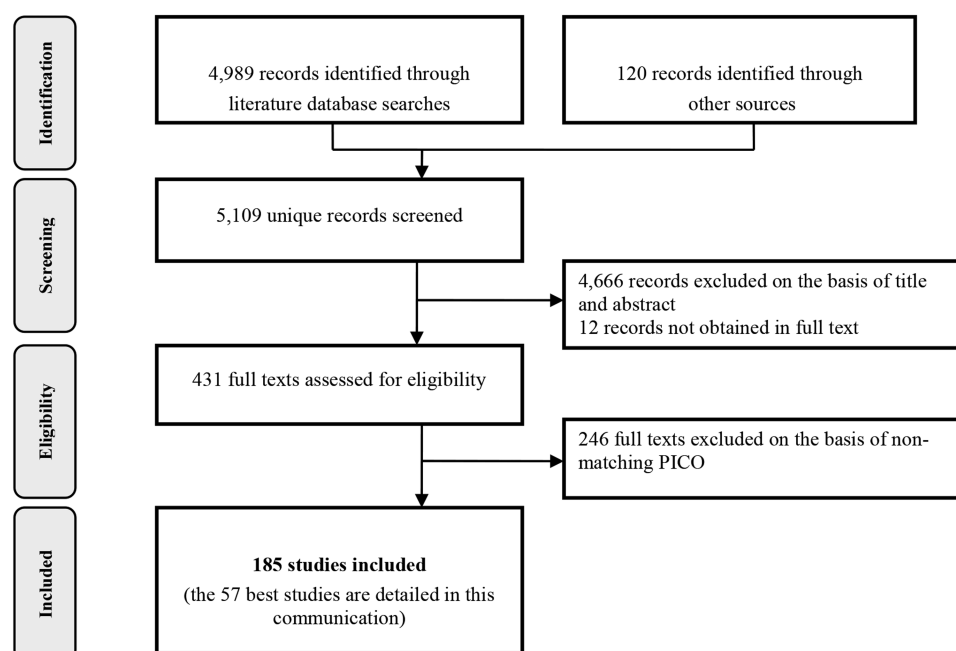 Identification
4,989 records identified through
literature database searches
120 records identified through
other sources
Screening
5,109 unique records screened
4,666 records excluded on the basis of title
and abstract
12 records not obtained in full text
Eligibility
431 full texts assessed for eligibility
246 full texts excluded on the basis of non-
matching PICO
Included
185 studies included
(the 57 best studies are detailed in this
communication)